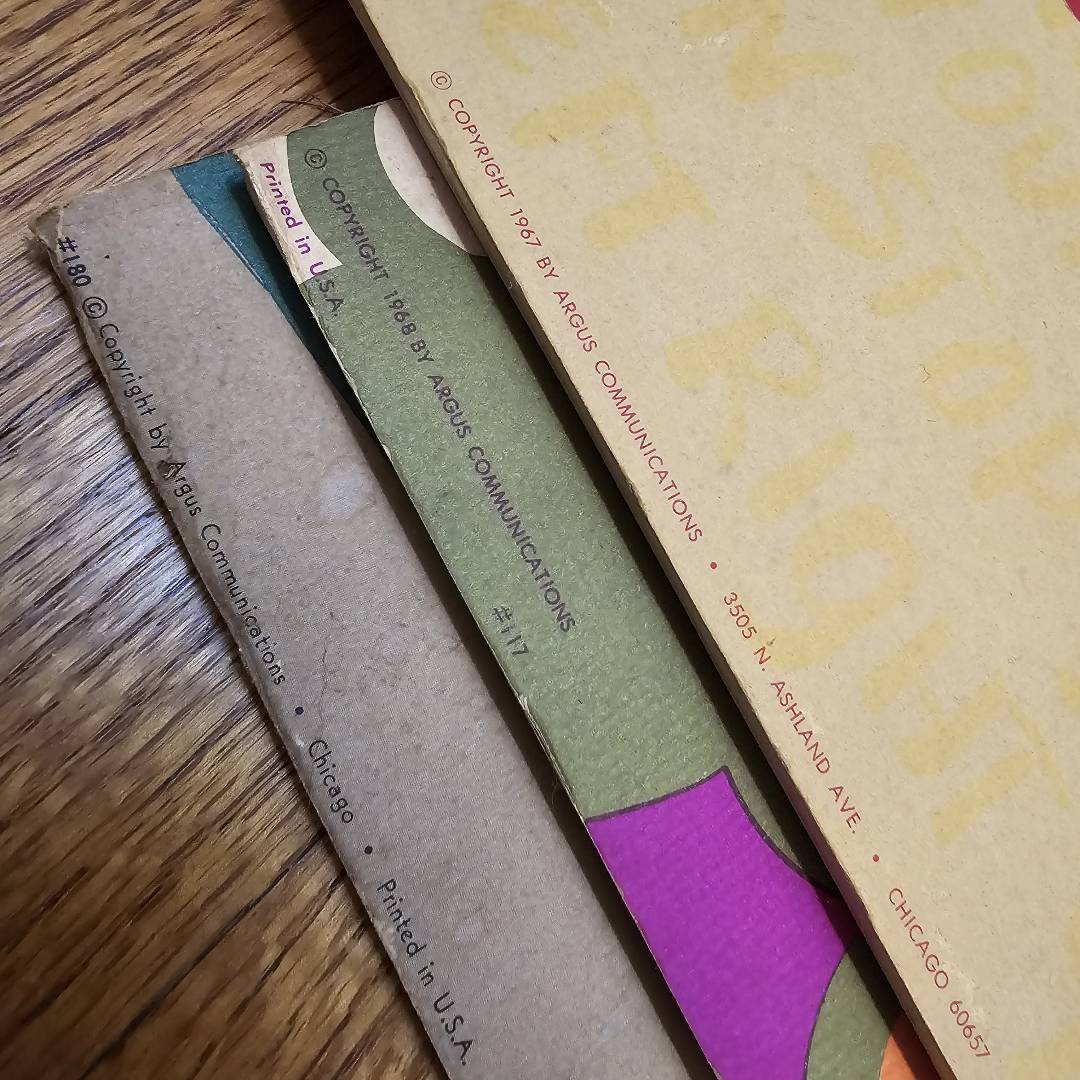 © COPYRIGHT 1967 BY ARGUS COMMUNICATIONS • 3505 N. ASHLAND AVE. • CHICAGO 60657
Printed in U.S.A.
© COPYRIGHT 1968 BY ARGUS COMMUNICATIONS #117
#180 © Copyright by Argus Communications • Chicago • Printed in U.S.A.